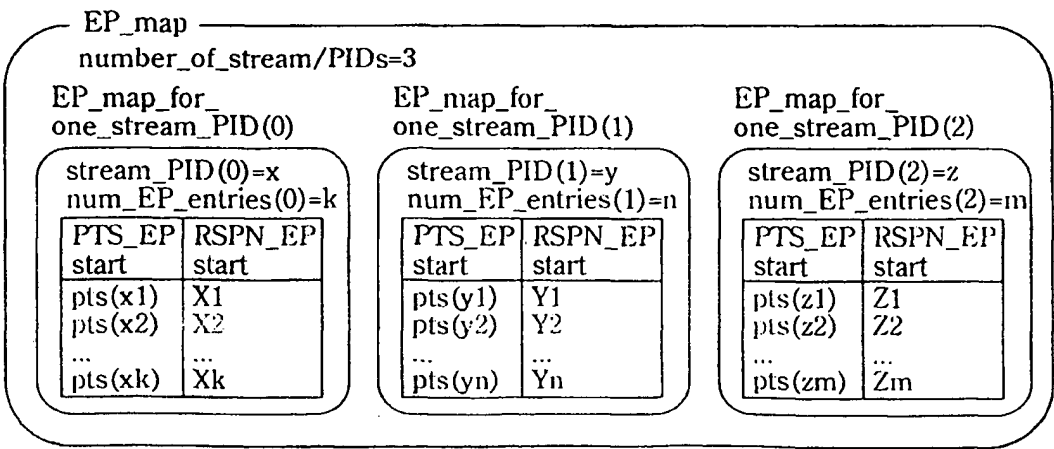 EP_map
number_of_stream/PIDs=3
EP_map_for_
one_stream_PID(0)
stream_PID(0)=x
num_EP_entries(0)=k
PTS_EP RSPN_EP
start start
pts(x1) X1
pts(x2) X2
... ...
pts(xk) Xk
EP_map_for_
one_stream_PID(1)
stream_PID(1)=y
num_EP_entries(1)=n
PTS_EP RSPN_EP
start start
pts(y1) Y1
pts(y2) Y2
... ...
pts(yn) Yn
EP_map_for_
one_stream_PID(2)
stream_PID(2)=z
num_EP_entries(2)=m
PTS_EP RSPN_EP
start start
pts(z1) Z1
pts(z2) Z2
... ...
pts(zm) Zm